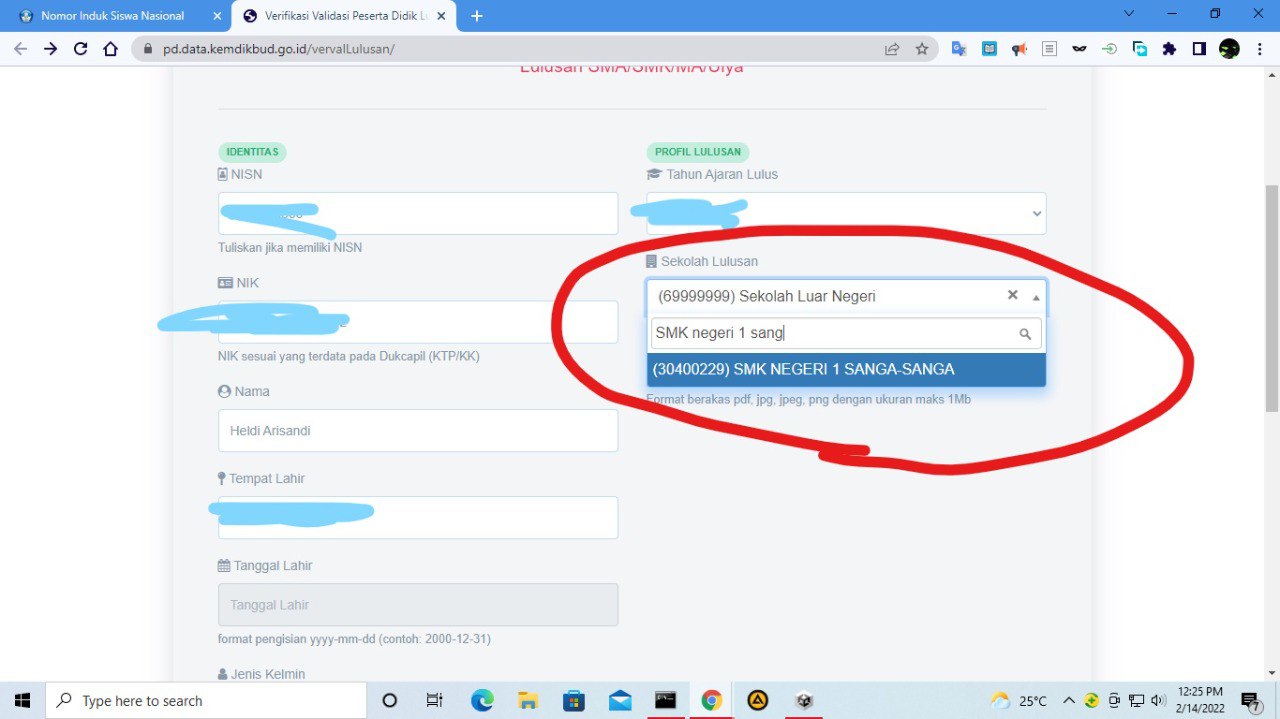 Nomor Induk Siswa Nasional
Verifikasi Validasi Peserta Didik Lu
pd.data.kemdikbud.go.id/vervalLulusan/
Lulusan SMA/SMK/MA/Ulya
IDENTITAS
NISN
Tuliskan jika memiliki NISN
NIK
NIK sesuai yang terdata pada Dukcapil (KTP/KK)
Nama
Heldi Arisandi
Tempat Lahir
Tanggal Lahir
Tanggal Lahir
format pengisian yyyy-mm-dd (contoh: 2000-12-31)
Jenis Kelmin
PROFIL LULUSAN
Tahun Ajaran Lulus
Sekolah Lulusan
(69999999) Sekolah Luar Negeri
SMK negeri 1 sang
(30400229) SMK NEGERI 1 SANGA-SANGA
Format berakas pdf, jpg, jpeg, png dengan ukuran maks 1Mb
Type here to search
25°C
12:25 PM
2/14/2022
7